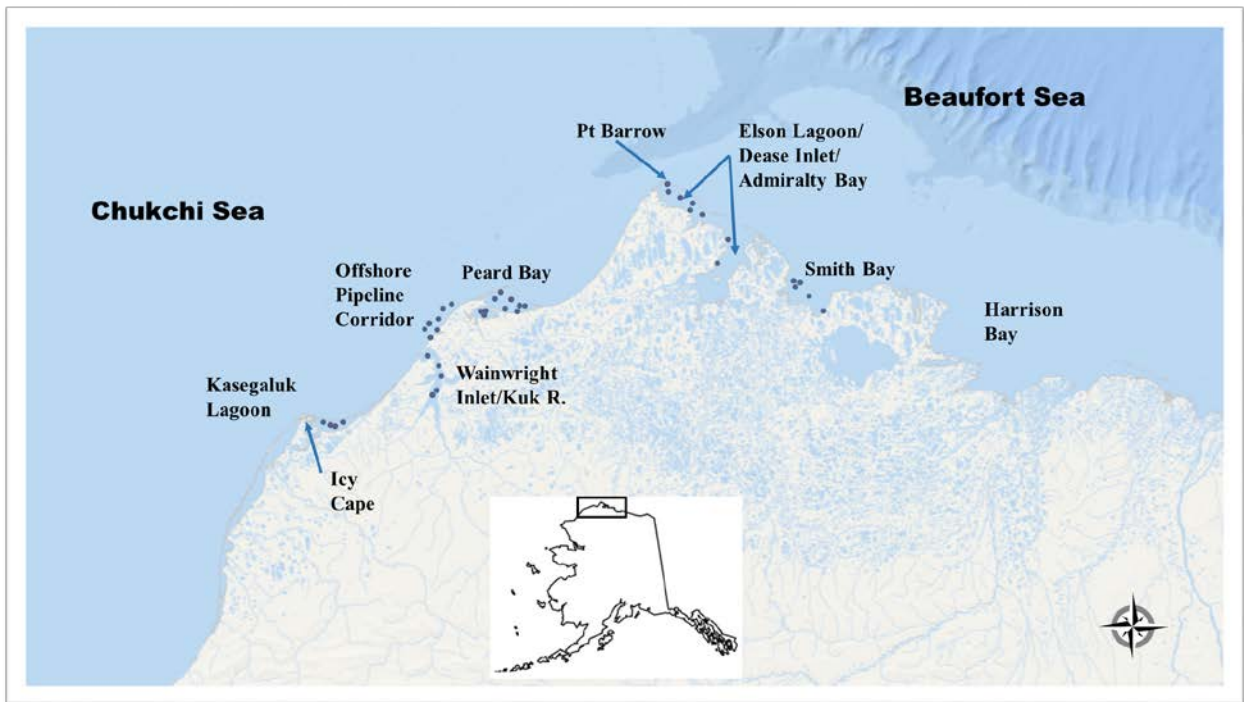 Beaufort Sea
Pt Barrow
Elson Lagoon/
Dease Inlet/
Admiralty Bay
Chukchi Sea
Offshore
Pipeline
Corridor
Peard Bay
Smith Bay
Harrison
Bay
Kasegaluk
Lagoon
Wainwright
Inlet/Kuk R.
Icy
Cape